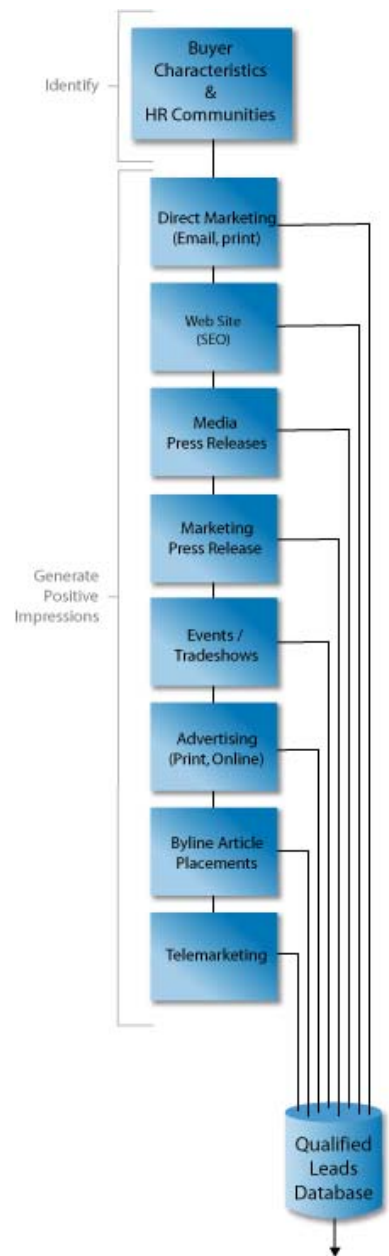 Identify
Buyer
Characteristics
&
HR Communities
Generate
Positive
Impressions
Direct Marketing
(Email, print)
Web Site
(SEO)
Media
Press Releases
Marketing
Press Release
Events /
Tradeshows
Advertising
(Print, Online)
Byline Article
Placements
Telemarketing
Qualified
Leads
Database